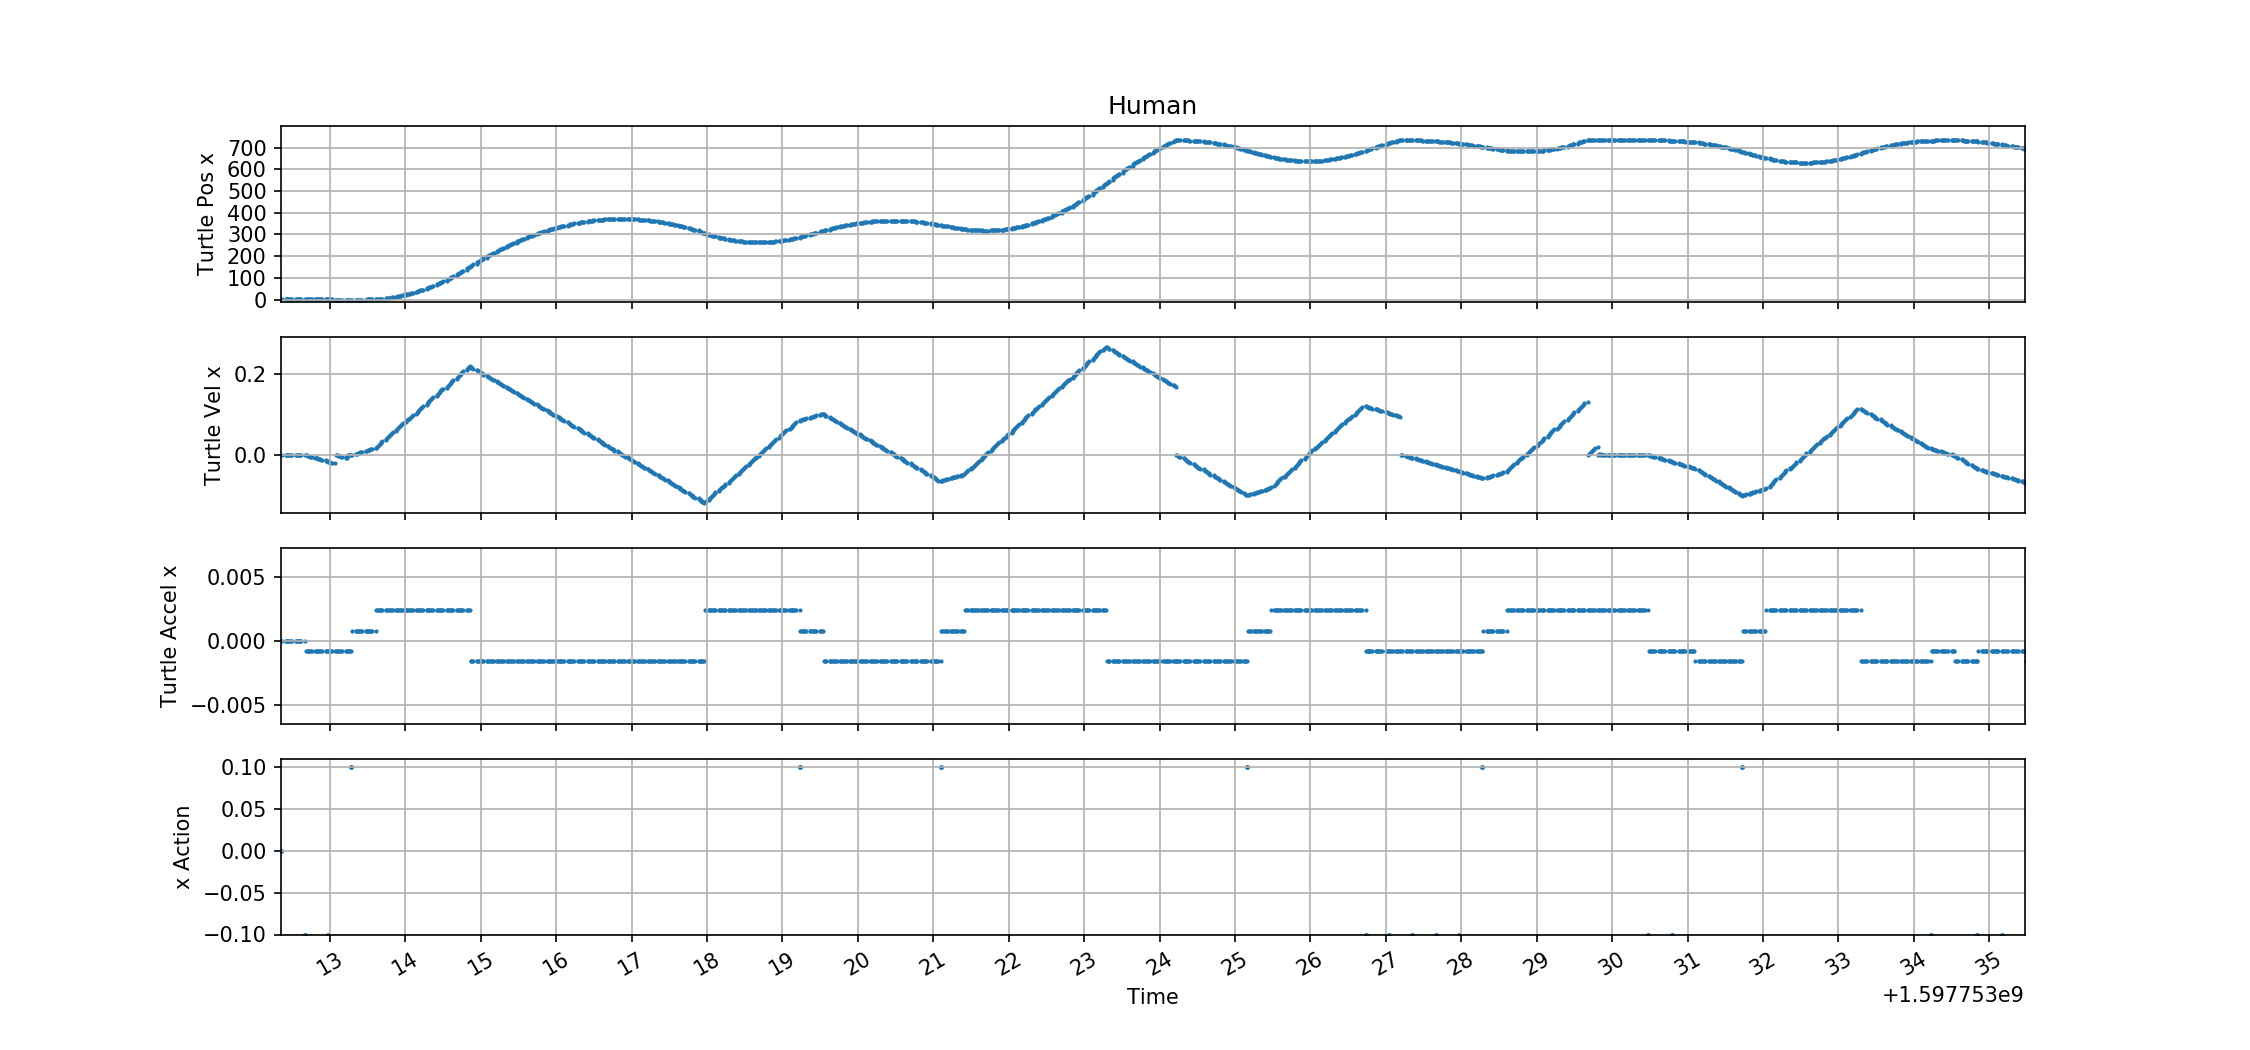 Human
Turtle Pos x
700
600
500
400
300
200
100
0
Turtle Vel x
0.2
0.0
Turtle Accel x
0.005
0.000
−0.005
x Action
0.10
0.05
0.00
−0.05
−0.10
13 14 15 16 17 18 19 20 21 22 23 24 25 26 27 28 29 30 31 32 33 34 35
Time
+1.597753e9